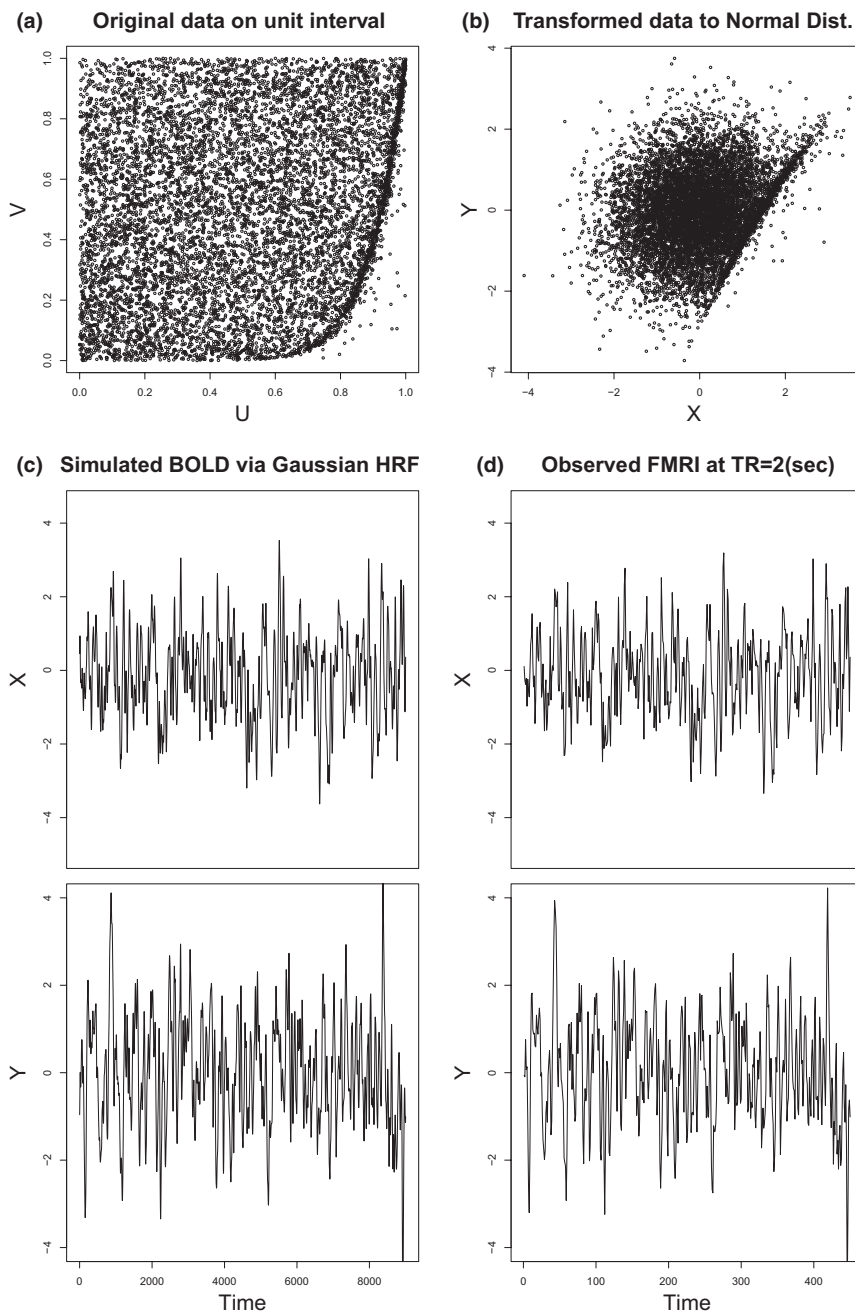 (a) Original data on unit interval
1.0
0.8
0.6
0.4
0.2
0.0
V
0.0 0.2 0.4 0.6 0.8 1.0
U
(b) Transformed data to Normal Dist.
4
2
0
−2
−4
Y
−4 −2 0 2
X
(c) Simulated BOLD via Gaussian HRF
4
2
0
−2
−4
X
(d) Observed FMRI at TR=2(sec)
4
2
0
−2
−4
X
4
2
0
−2
−4
Y
0 2000 4000 6000 8000
Time
4
2
0
−2
−4
Y
0 100 200 300 400
Time